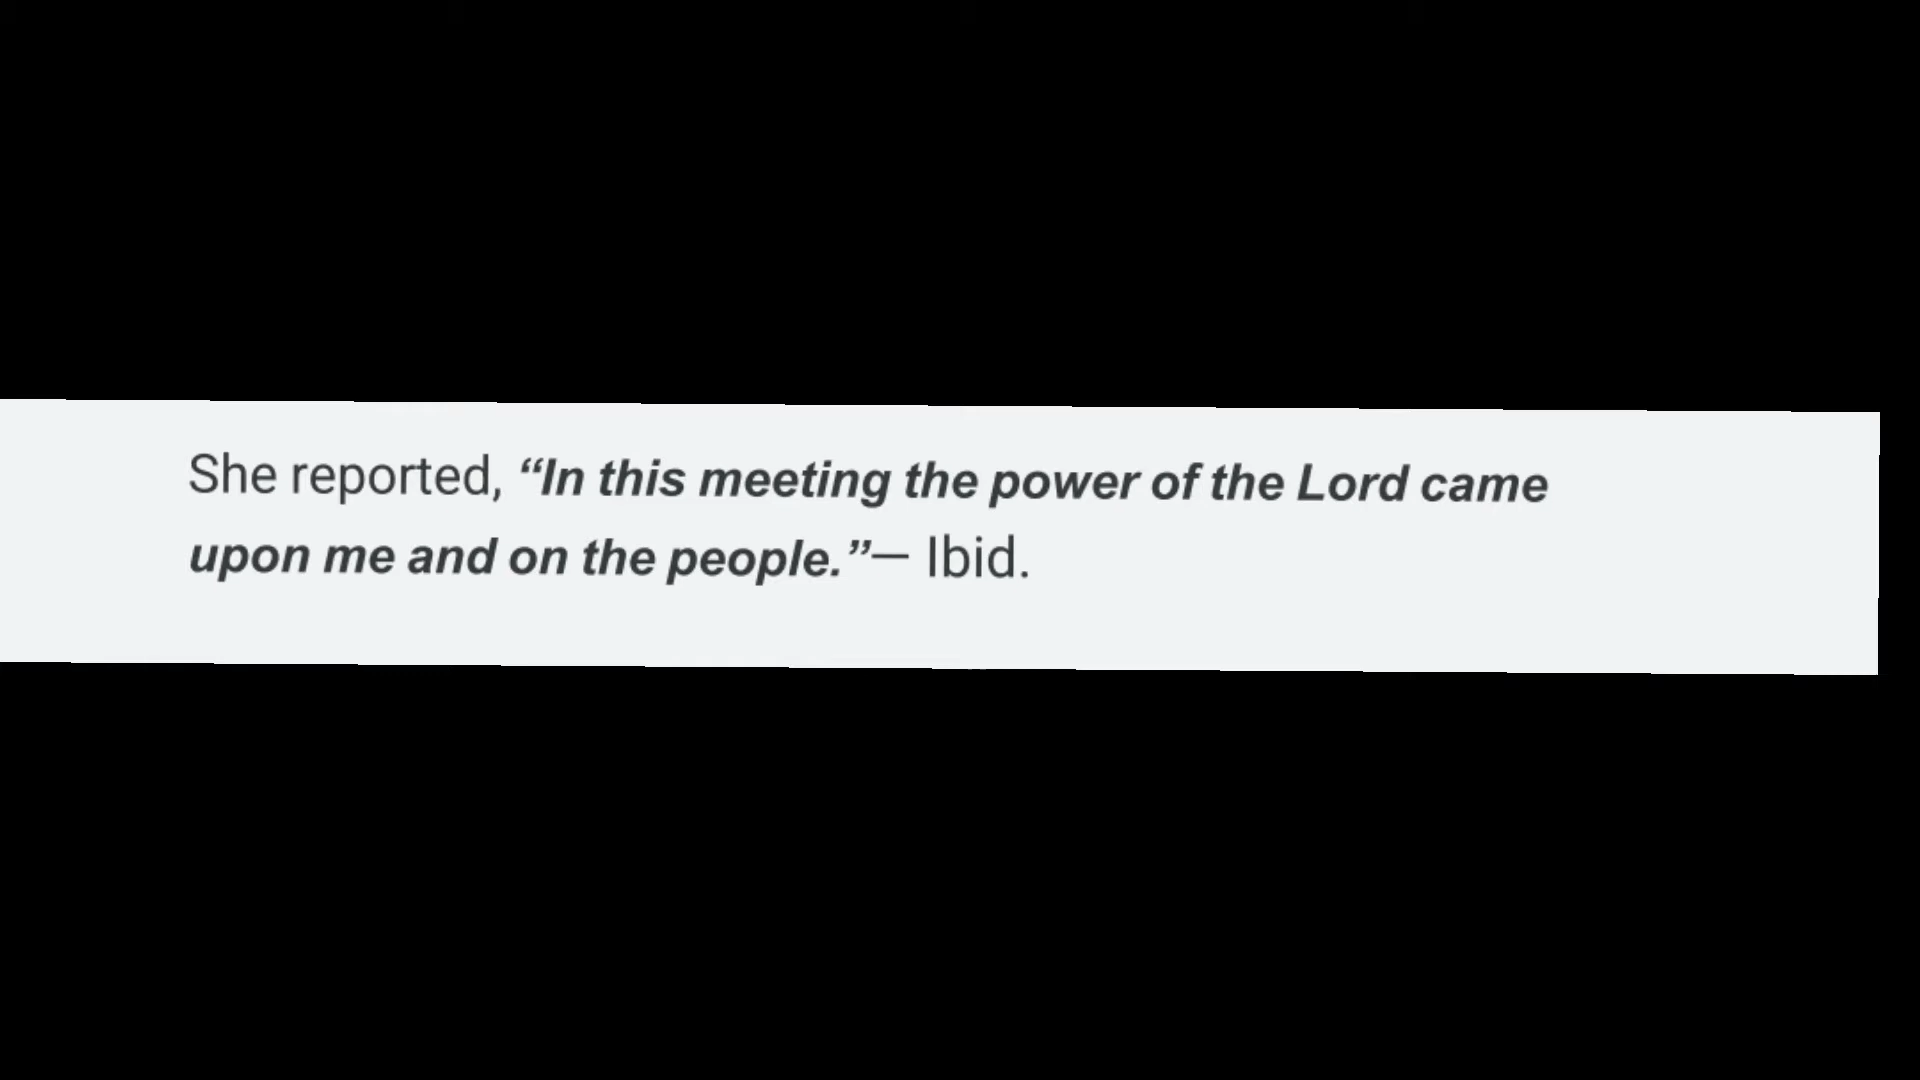 She reported, “In this meeting the power of the Lord came
upon me and on the people.”— Ibid.